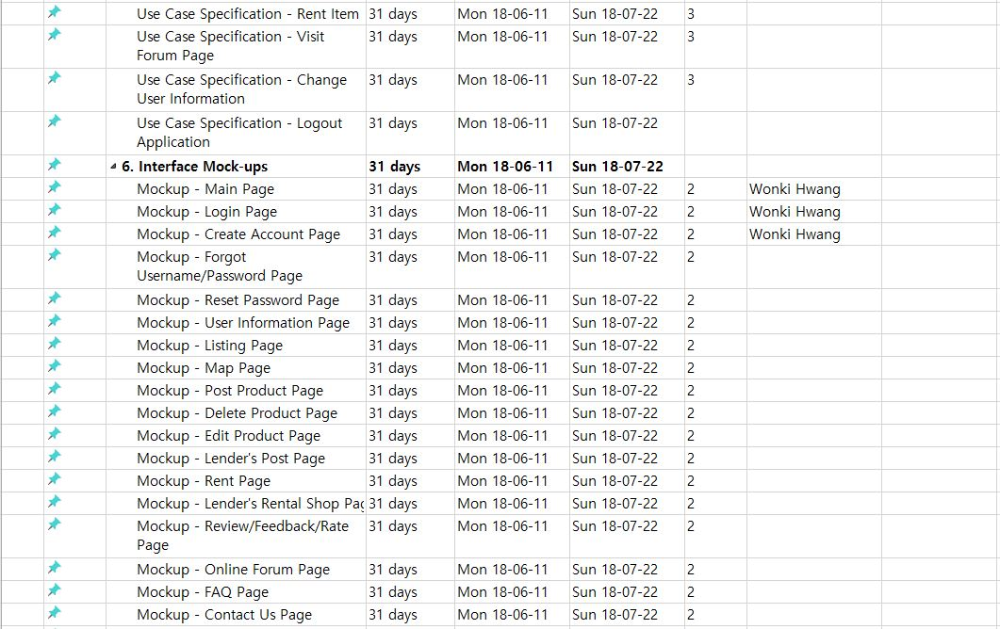 Use Case Specification - Rent Item 31 days Mon 18-06-11 Sun 18-07-22 3
Use Case Specification - Visit 31 days Mon 18-06-11 Sun 18-07-22 3
Forum Page
Use Case Specification - Change 31 days Mon 18-06-11 Sun 18-07-22 3
User Information
Use Case Specification - Logout 31 days Mon 18-06-11 Sun 18-07-22
Application
6. Interface Mock-ups 31 days Mon 18-06-11 Sun 18-07-22
Mockup - Main Page 31 days Mon 18-06-11 Sun 18-07-22 2 Wonki Hwang
Mockup - Login Page 31 days Mon 18-06-11 Sun 18-07-22 2 Wonki Hwang
Mockup - Create Account Page 31 days Mon 18-06-11 Sun 18-07-22 2 Wonki Hwang
Mockup - Forgot 31 days Mon 18-06-11 Sun 18-07-22 2
Username/Password Page
Mockup - Reset Password Page 31 days Mon 18-06-11 Sun 18-07-22 2
Mockup - User Information Page 31 days Mon 18-06-11 Sun 18-07-22 2
Mockup - Listing Page 31 days Mon 18-06-11 Sun 18-07-22 2
Mockup - Map Page 31 days Mon 18-06-11 Sun 18-07-22 2
Mockup - Post Product Page 31 days Mon 18-06-11 Sun 18-07-22 2
Mockup - Delete Product Page 31 days Mon 18-06-11 Sun 18-07-22 2
Mockup - Edit Product Page 31 days Mon 18-06-11 Sun 18-07-22 2
Mockup - Lender's Post Page 31 days Mon 18-06-11 Sun 18-07-22 2
Mockup - Rent Page 31 days Mon 18-06-11 Sun 18-07-22 2
Mockup - Lender's Rental Shop Pag 31 days Mon 18-06-11 Sun 18-07-22 2
Mockup - Review/Feedback/Rate 31 days Mon 18-06-11 Sun 18-07-22 2
Page
Mockup - Online Forum Page 31 days Mon 18-06-11 Sun 18-07-22 2
Mockup - FAQ Page 31 days Mon 18-06-11 Sun 18-07-22 2
Mockup - Contact Us Page 31 days Mon 18-06-11 Sun 18-07-22 2